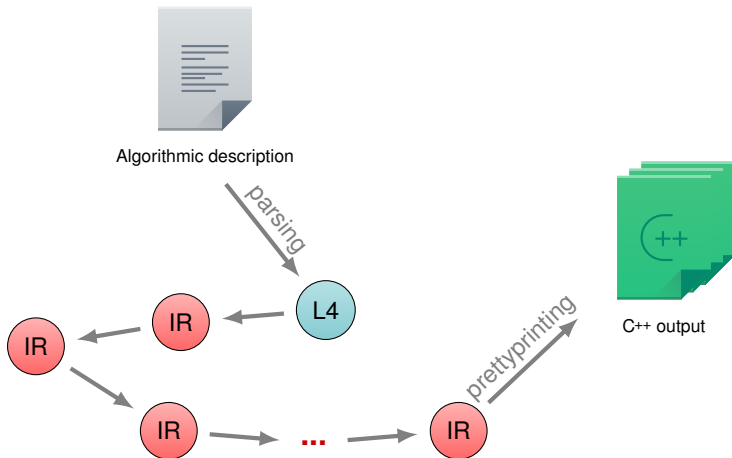 Algorithmic description
parsing
C++
L4
IR
IR
IR
...
IR
prettyprinting
C++ output